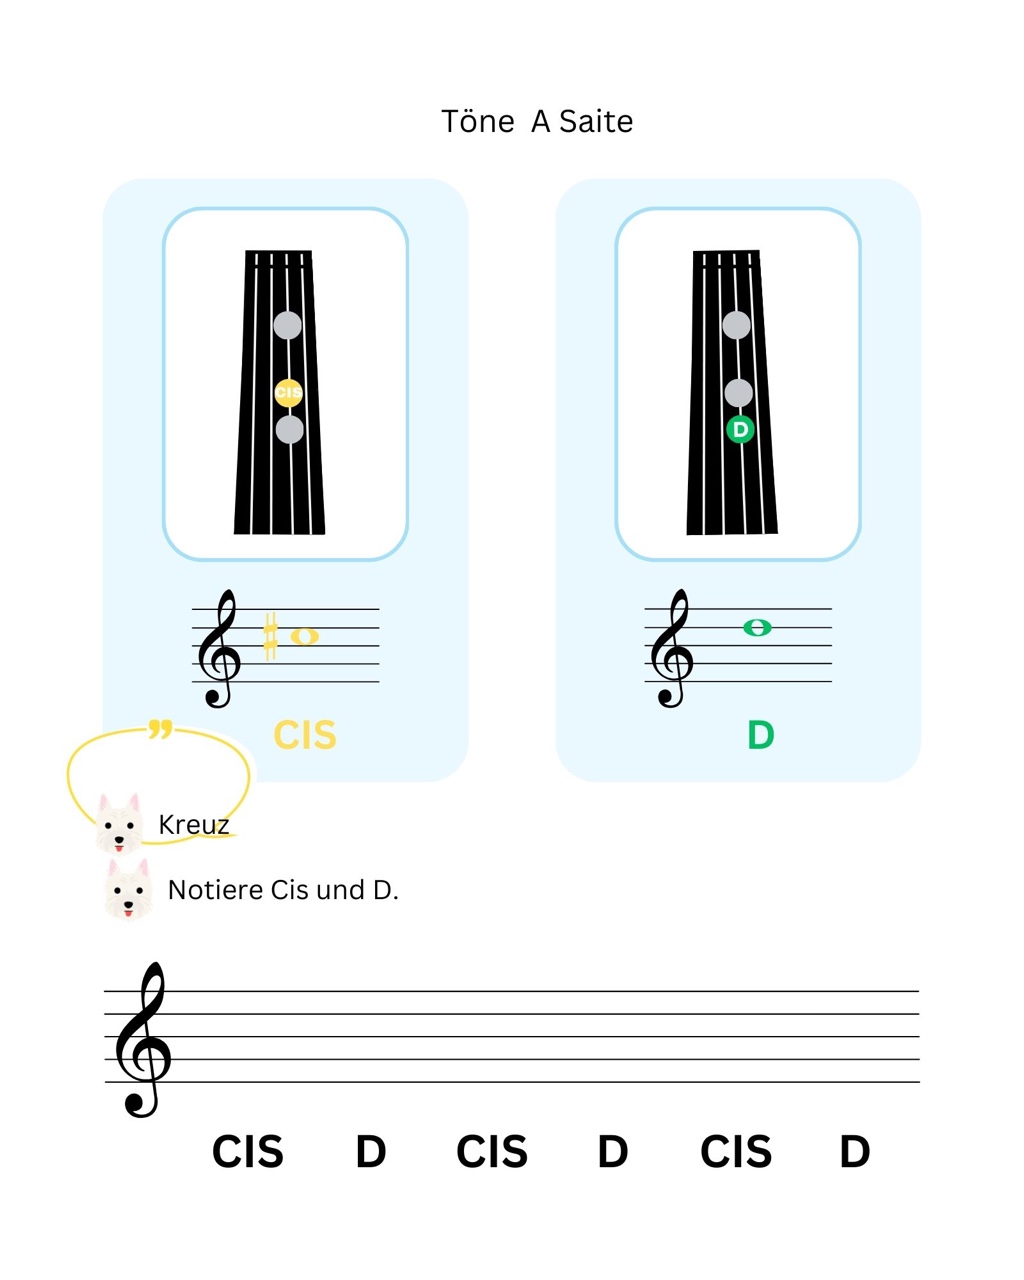 Töne A Saite
CIS
D
CIS
D
”
Kreuz
Notiere Cis und D.
CIS D CIS D CIS D